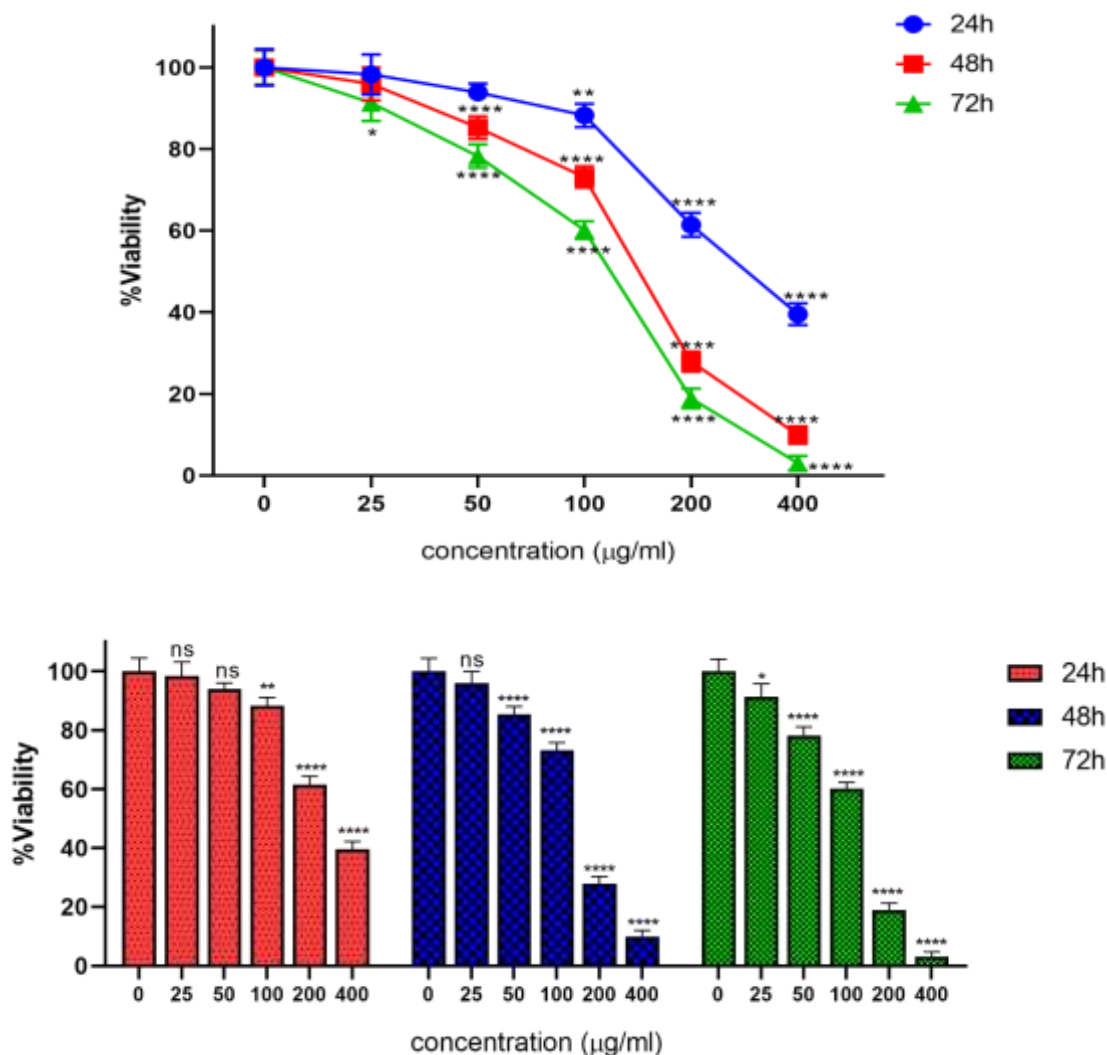 24h
48h
72h
%Viability
100
80
60
40
20
0
**
****
****
****
****
****
*
****
****
****
****
****
0 25 50 100 200 400
concentration (μg/ml)
%Viability
100
80
60
40
20
0
ns ns ** **** ****
ns **** **** **** ****
* **** **** **** ****
24h
48h
72h
0 25 50 100 200 400 0 25 50 100 200 400 0 25 50 100 200 400
concentration (μg/ml)